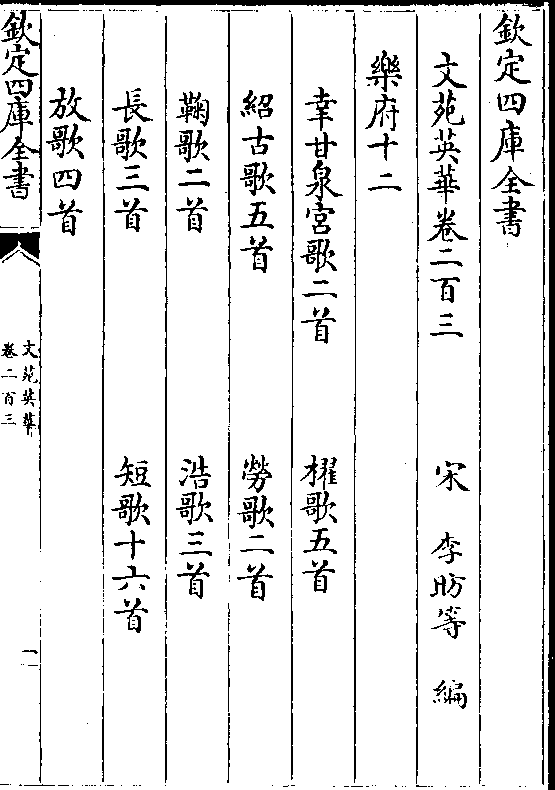 欽定四庫全書
文苑英華卷二百三
宋 李昉等 編
樂府十二
幸甘泉宮歌二首 櫂歌五首
紹古歌五首 勞歌二首
鞠歌二首 浩歌三首
長歌三首 短歌十六首
放歌四首
欽定四庫全書
文苑英華
卷二百三
一